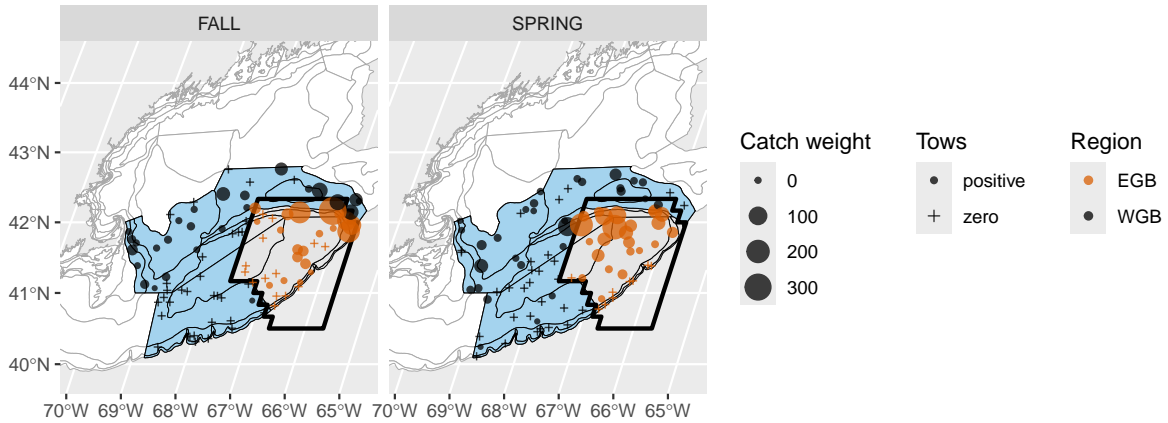 FALL
SPRING
44°N
43°N
42°N
41°N
40°N
70°W 69°W 68°W 67°W 66°W 65°W
70°W 69°W 68°W 67°W 66°W 65°W
Catch weight
0
100
200
300
Tows
positive
zero
Region
EGB
WGB